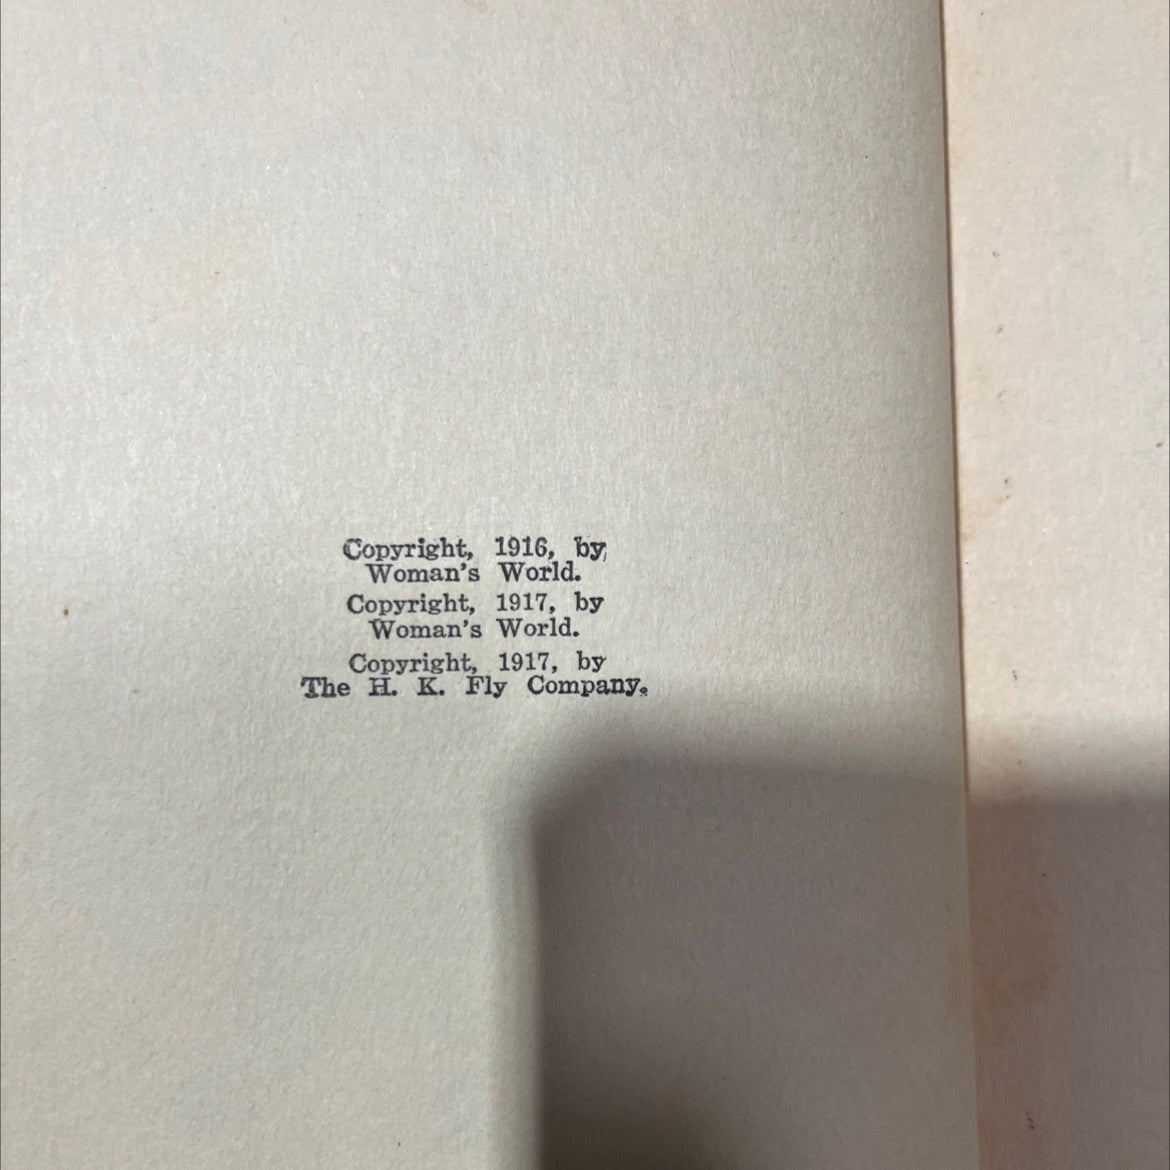 Copyright, 1916, by
Woman's World.
Copyright, 1917, by
Woman's World.
Copyright, 1917, by
The H. K. Fly Company.